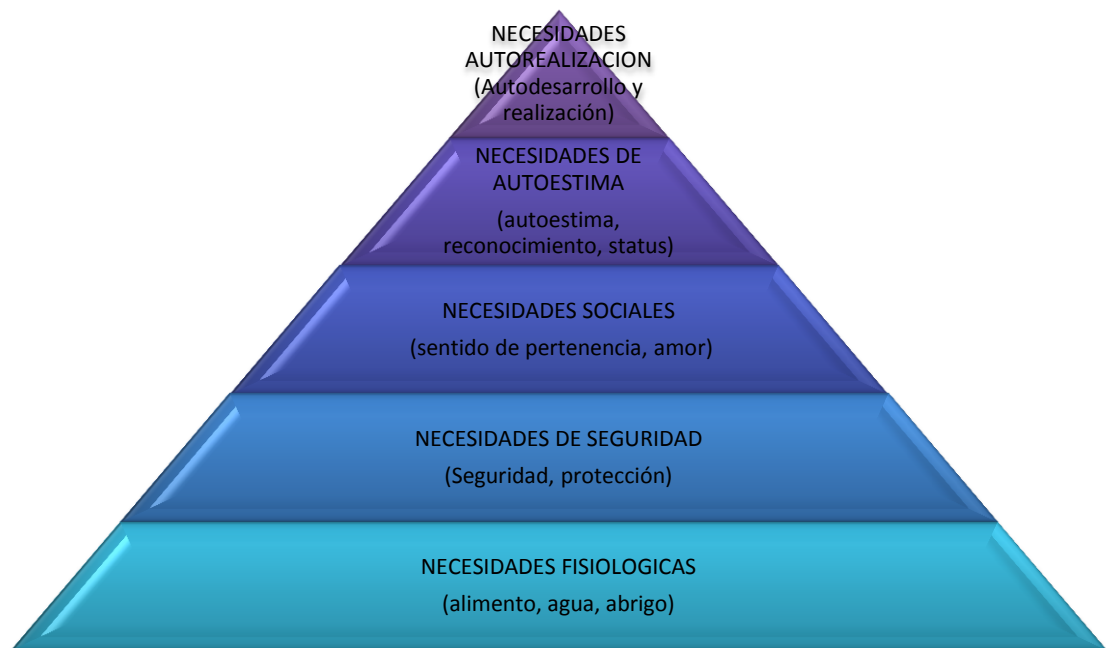 NECESIDADES
AUTOREALIZACION
(Autodesarrollo y
realización)
NECESIDADES DE
AUTOESTIMA
(autoestima,
reconocimiento, status)
NECESIDADES SOCIALES
(sentido de pertenencia, amor)
NECESIDADES DE SEGURIDAD
(Seguridad, protección)
NECESIDADES FISIOLOGICAS
(alimento, agua, abrigo)